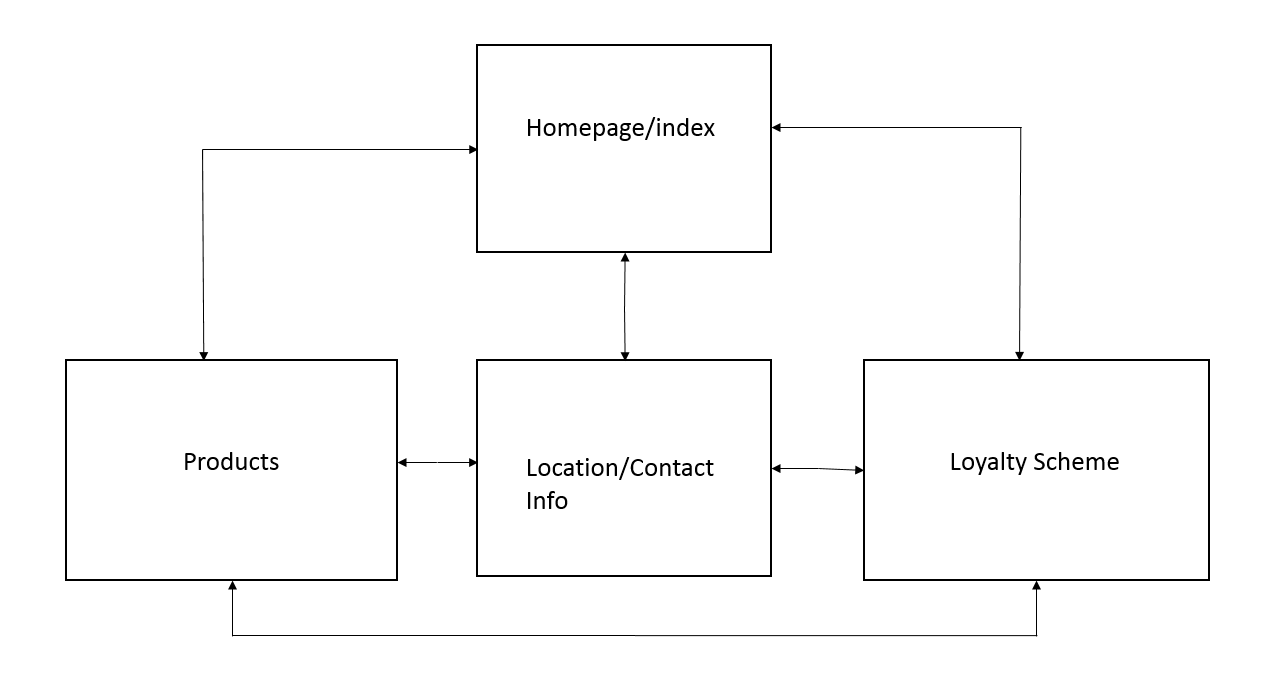 Homepage/index
Products
Location/Contact
Info
Loyalty Scheme